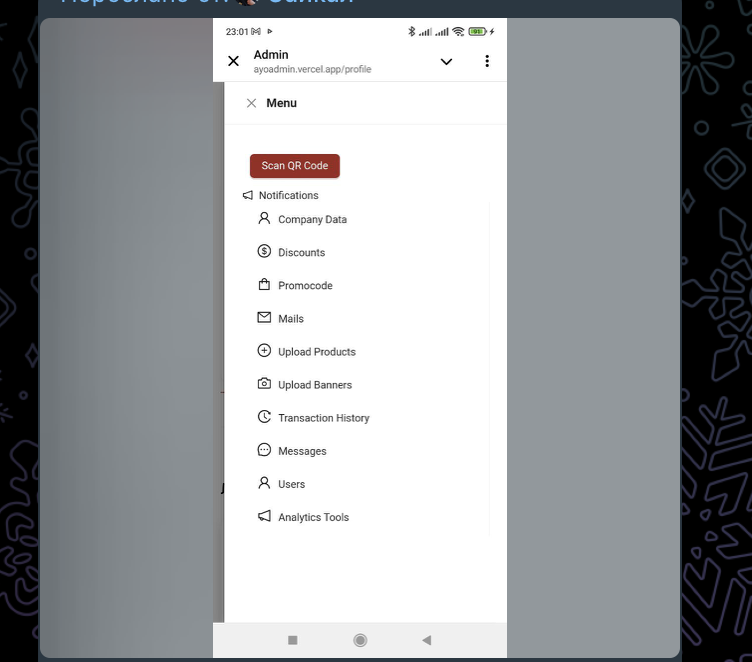 23:01
91
Admin
ayoadmin.vercel.app/profile
Menu
Scan QR Code
Notifications
Company Data
Discounts
Promocode
Mails
Upload Products
Upload Banners
Transaction History
Messages
Users
Analytics Tools